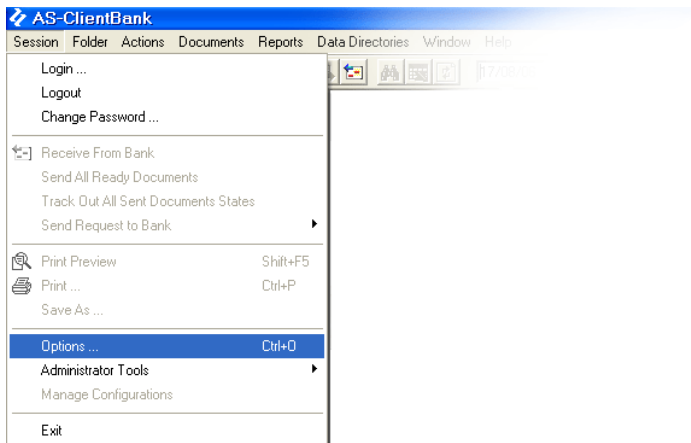 AS-ClientBank
Session Folder Actions Documents Reports Data Directories Window Help
17/08
Login ...
Logout
Change Password ...
Receive From Bank
Send All Ready Documents
Track Out All Sent Documents States
Send Request to Bank
Print Preview Shift+F5
Print ... Ctrl+P
Save As ...
Options ... Ctrl+O
Administrator Tools
Manage Configurations
Exit